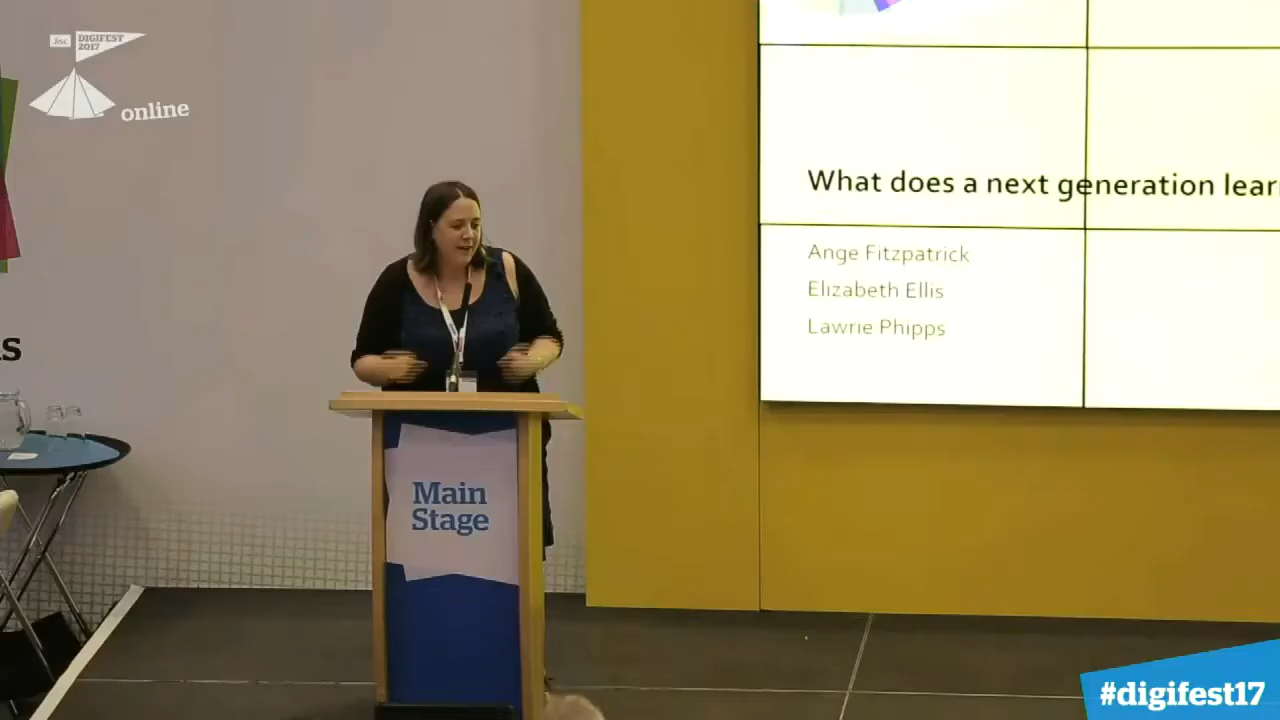 Jisc
DIGIFEST
2017
online
What does a next generation lear
Ange Fitzpatrick
Elizabeth Ellis
Lawrie Phipps
Main
Stage
#digifest17